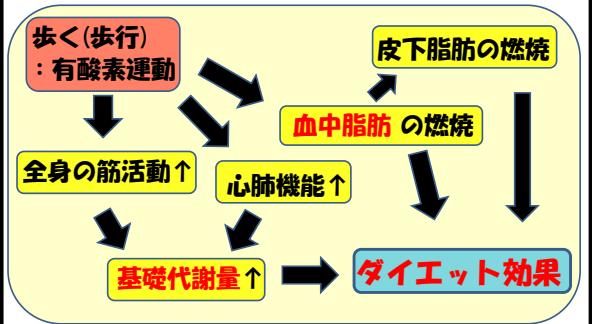 歩く(歩行)
：有酸素運動
皮下脂肪の燃焼
血中脂肪 の燃焼
全身の筋活動↑
心肺機能↑
基礎代謝量↑
ダイエット効果